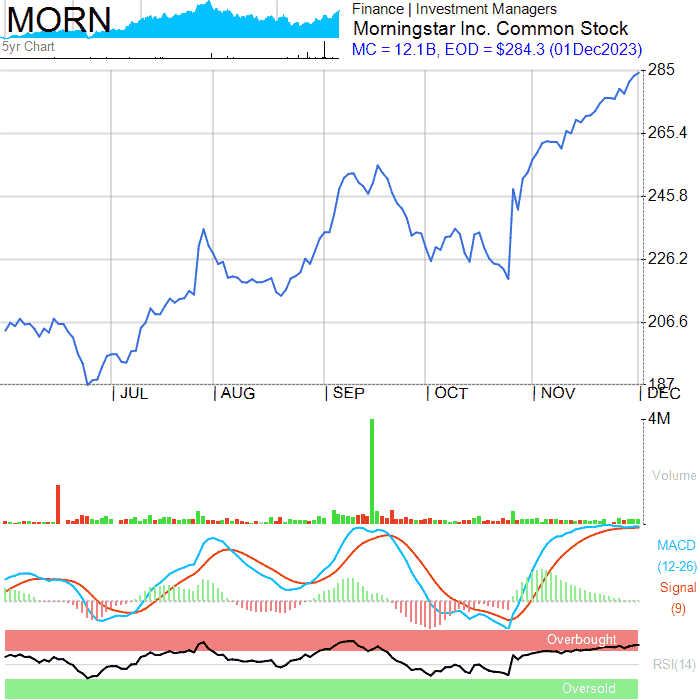 MORN
5yr Chart
Finance | Investment Managers
Morningstar Inc. Common Stock
MC = 12.1B, EOD = $284.3 (01Dec2023)
285
265.4
245.8
226.2
206.6
187
JUL AUG SEP OCT NOV DEC
4M
Volume
MACD
(12-26)
Signal
(9)
Overbought
RSI(14)
Oversold